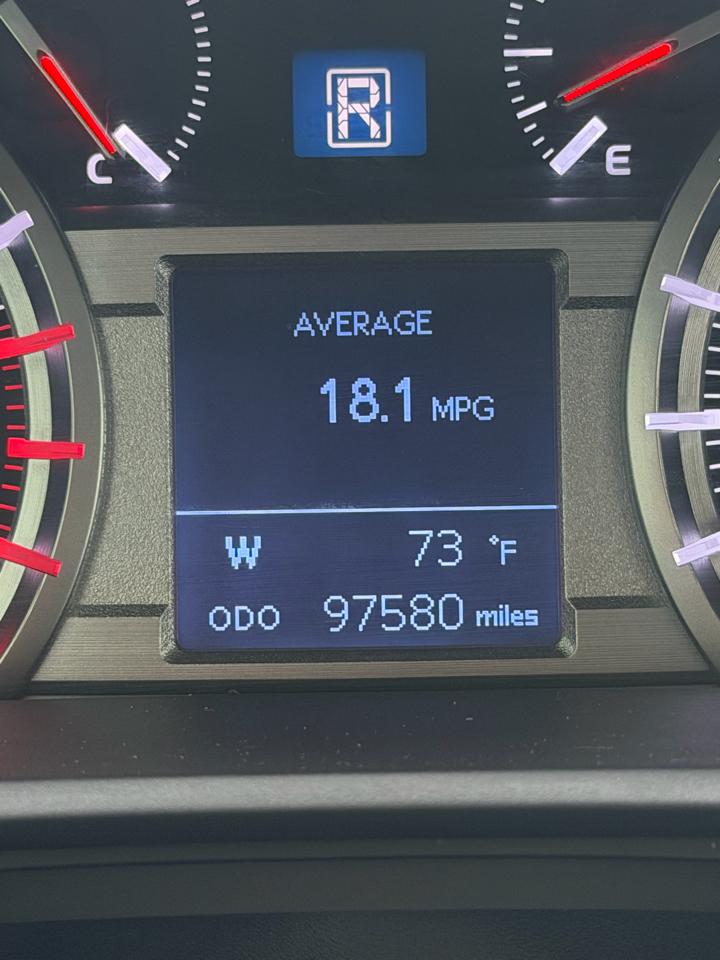 R
C E
AVERAGE
18.1 MPG
W 73 °F
ODO 97580 miles